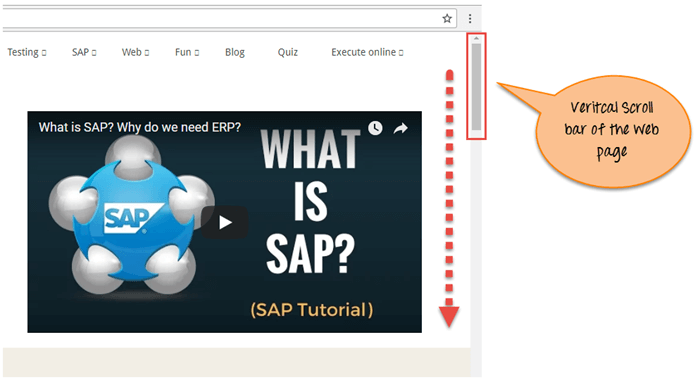 Testing SAP Web Fun Blog Quiz Execute online
What is SAP? Why do we need ERP?
WHAT
IS
SAP?
SAP
(SAP Tutorial)
Veritcal Scroll
bar of the Web
page